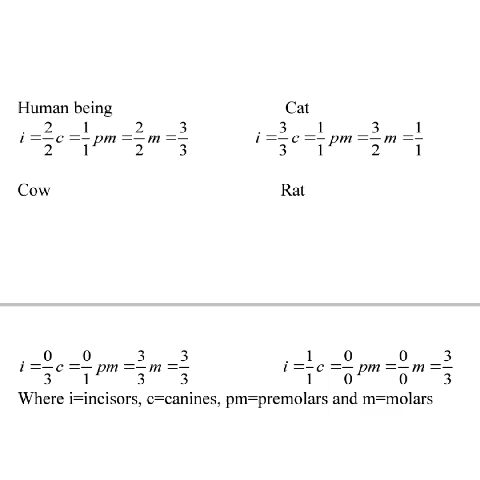 Human being Cat
i = 2/2 c = 1/1 pm = 2/2 m = 3/3 i = 3/3 c = 1/1 pm = 3/2 m = 1/1
Cow Rat
i = 0/3 c = 0/1 pm = 3/3 m = 3/3 i = 1/1 c = 0/0 pm = 0/0 m = 3/3
Where i=incisors, c=canines, pm=premolars and m=molars